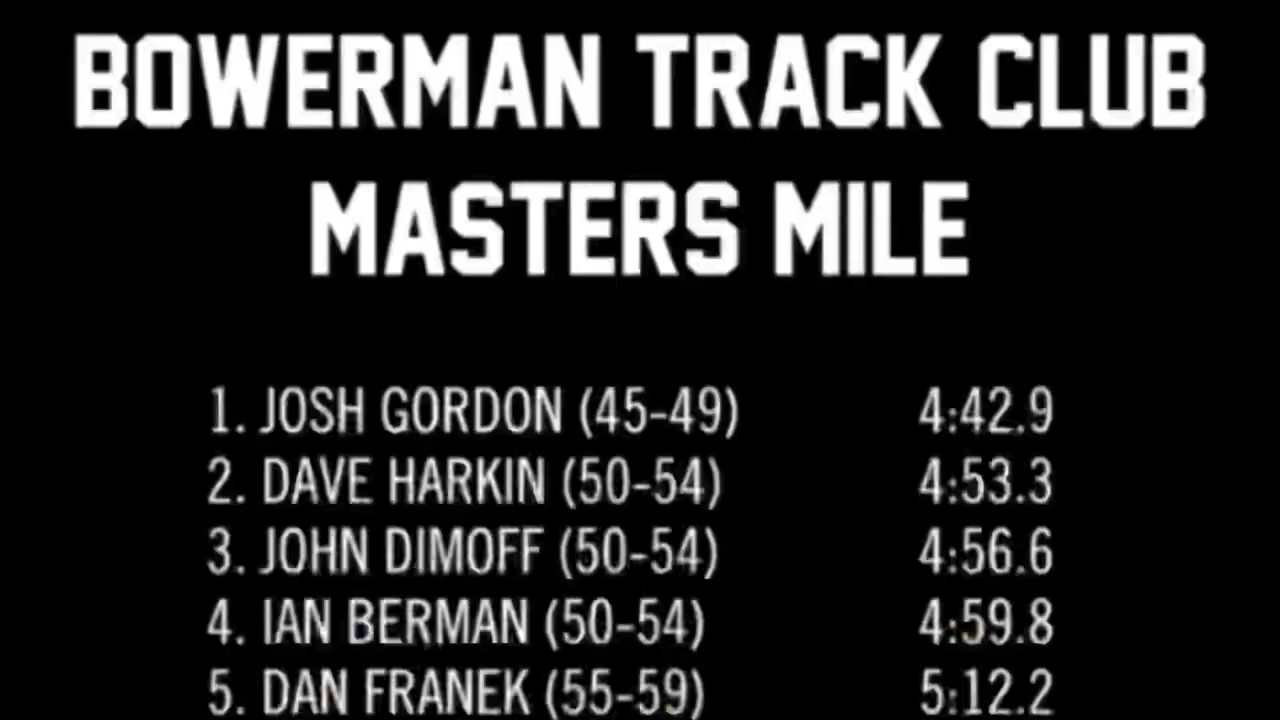 BOWERMAN TRACK CLUB
MASTERS MILE
1. JOSH GORDON (45-49) 4:42.9
2. DAVE HARKIN (50-54) 4:53.3
3. JOHN DIMOFF (50-54) 4:56.6
4. IAN BERMAN (50-54) 4:59.8
5. DAN FRANEK (55-59) 5:12.2